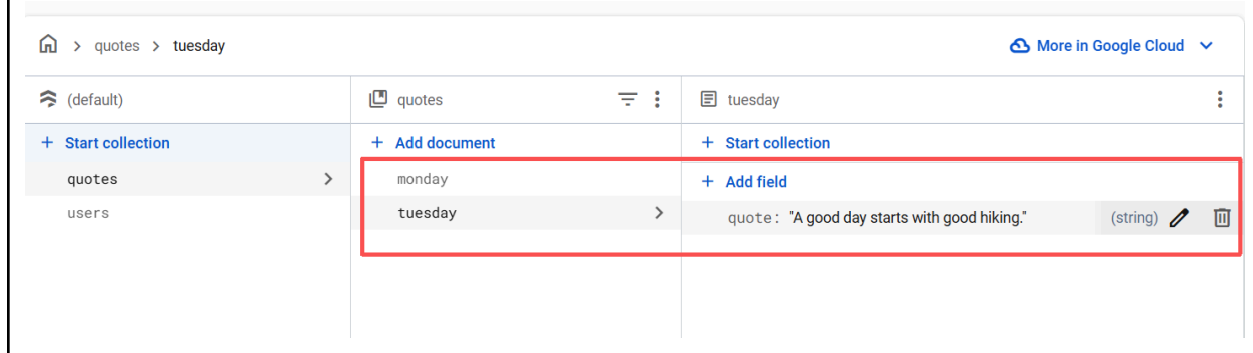 quotes > tuesday
More in Google Cloud
(default)
quotes
tuesday
+ Start collection
+ Add document
+ Start collection
quotes
monday
+ Add field
users
tuesday
quote: "A good day starts with good hiking." (string)